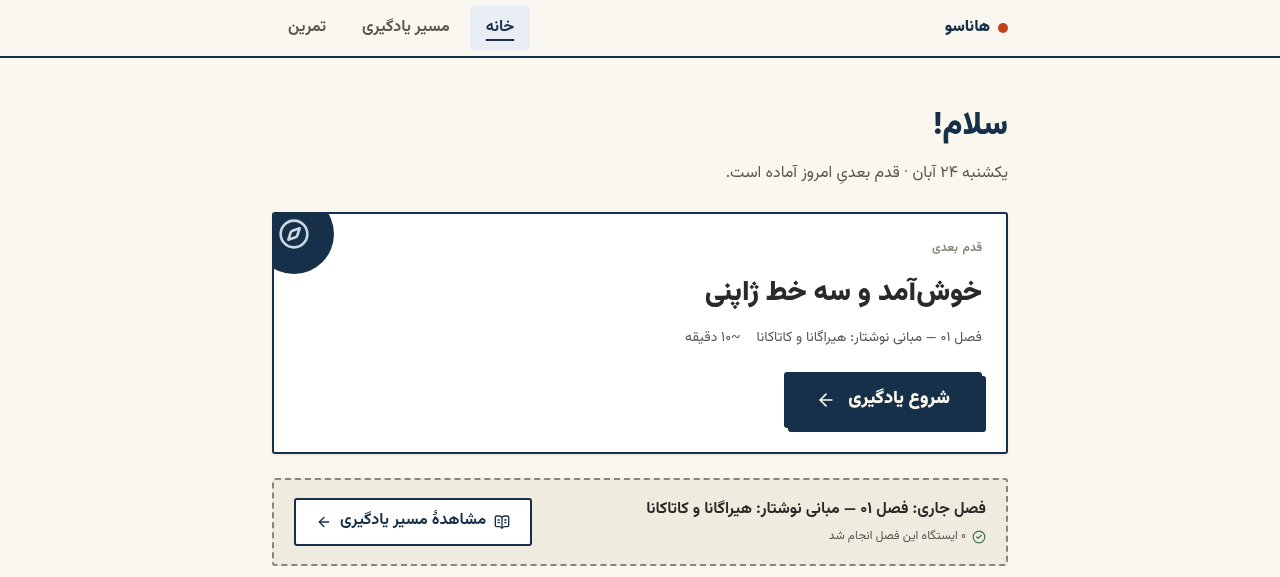 هاناسو
خانه
مسیر یادگیری
تمرین
سلام!
یکشنبه ۲۴ آبان · قدم بعدیِ امروز آماده است.
قدم بعدی
خوش‌آمد و سه خط ژاپنی
فصل ۰۱ — مبانی نوشتار: هیراگانا و کاتاکانا ~۱۰ دقیقه
شروع یادگیری ←
فصل جاری: فصل ۰۱ — مبانی نوشتار: هیراگانا و کاتاکانا
۰ ایستگاه این فصل انجام شد
مشاهدهٔ مسیر یادگیری ←